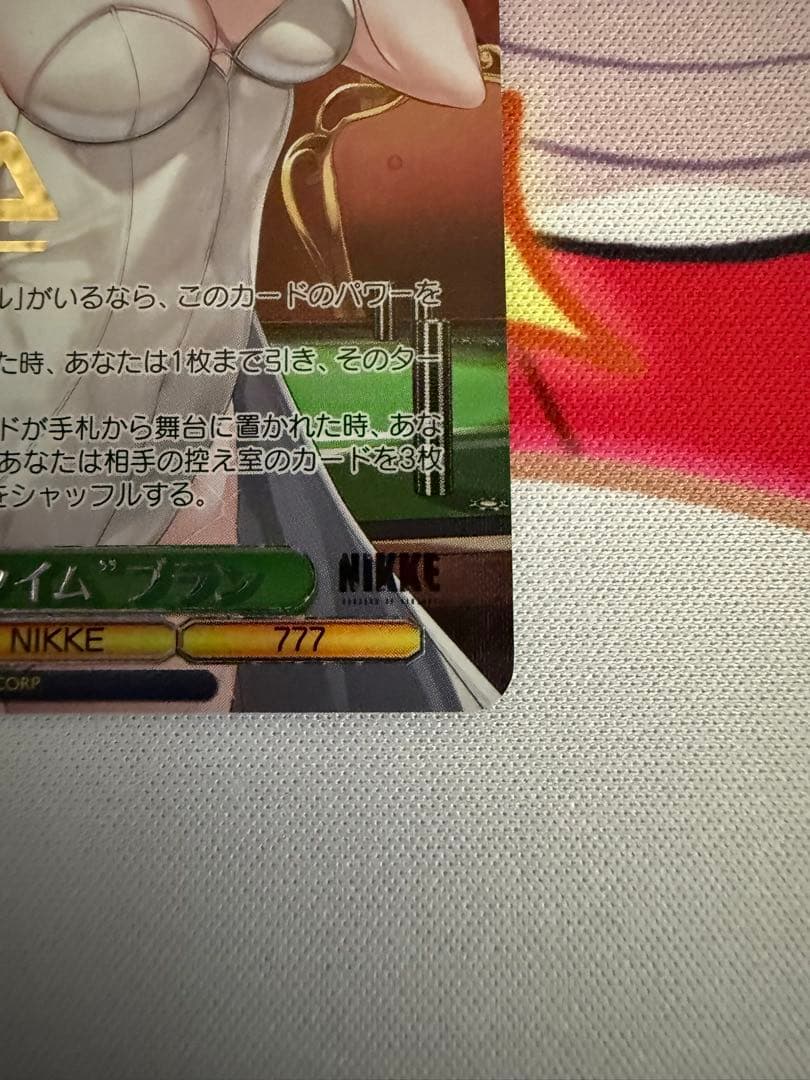 ル」がいるなら、このカードのパワーを
た時、あなたは1枚まで引き、そのター
ドが手札から舞台に置かれた時、あな
あなたは相手の控え室のカードを3枚
をシャッフルする。
タイム”ブラン
NIKKE
NIKKE
777
CORP